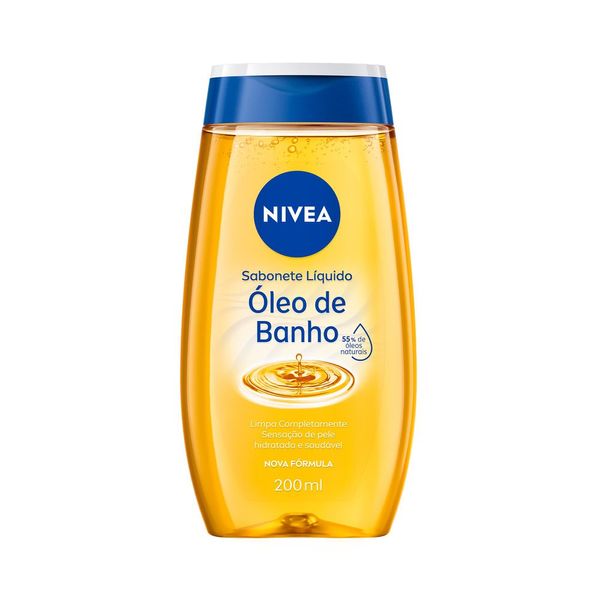 NIVEA
Sabonete Líquido
Óleo de
Banho
55% de
óleos
naturais
Limpa Completamente
Sensação de pele
hidratada e saudável
NOVA FÓRMULA
200ml